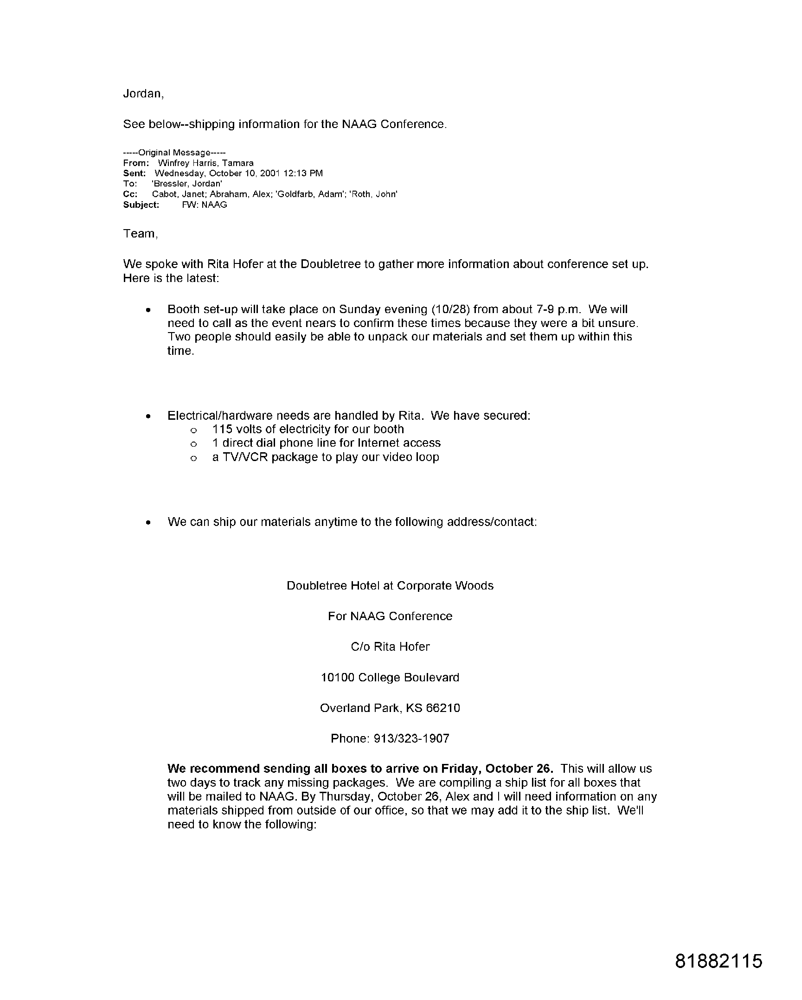 Jordan,
See below--shipping information for the NAAG Conference.
-----Original Message-----
From: Winfrey Harris, Tamara
Sent: Wednesday, October 10, 2001 12:13 PM
To: 'Bressler, Jordan'
Cc: Cabot, Janet; Abraham, Alex; 'Goldfarb, Adam'; 'Roth, John'
Subject: FW: NAAG
Team,
We spoke with Rita Hofer at the Doubletree to gather more information about conference set up.
Here is the latest:
• Booth set-up will take place on Sunday evening (10/28) from about 7-9 p.m. We will
need to call as the event nears to confirm these times because they were a bit unsure.
Two people should easily be able to unpack our materials and set them up within this
time.
• Electrical/hardware needs are handled by Rita. We have secured:
o 115 volts of electricity for our booth
o 1 direct dial phone line for Internet access
o a TV/VCR package to play our video loop
• We can ship our materials anytime to the following address/contact:
Doubletree Hotel at Corporate Woods
For NAAG Conference
C/o Rita Hofer
10100 College Boulevard
Overland Park, KS 66210
Phone: 913/323-1907
We recommend sending all boxes to arrive on Friday, October 26. This will allow us
two days to track any missing packages. We are compiling a ship list for all boxes that
will be mailed to NAAG. By Thursday, October 26, Alex and I will need information on any
materials shipped from outside of our office, so that we may add it to the ship list. We'll
need to know the following:
81882115